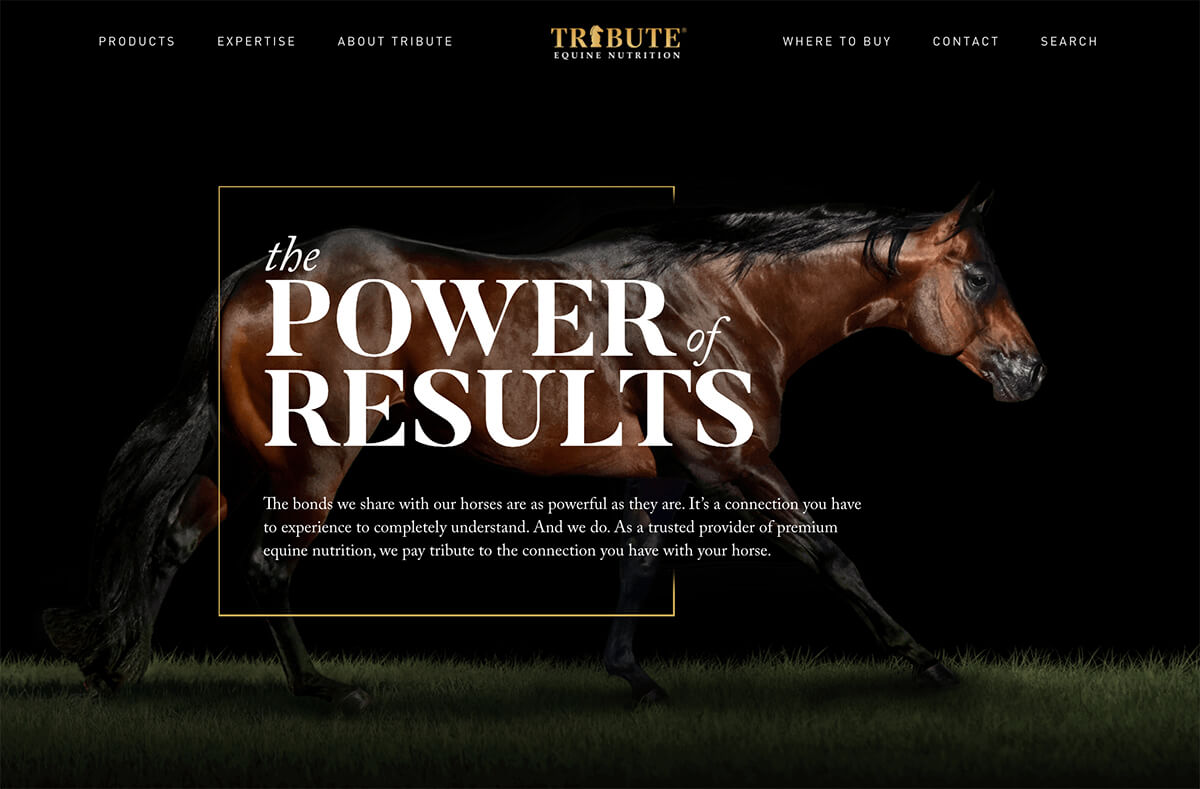 PRODUCTS EXPERTISE ABOUT TRIBUTE TRIBUTE® WHERE TO BUY CONTACT SEARCH
EQUINE NUTRITION
the
POWER of
RESULTS
The bonds we share with our horses are as powerful as they are. It’s a connection you have
to experience to completely understand. And we do. As a trusted provider of premium
equine nutrition, we pay tribute to the connection you have with your horse.